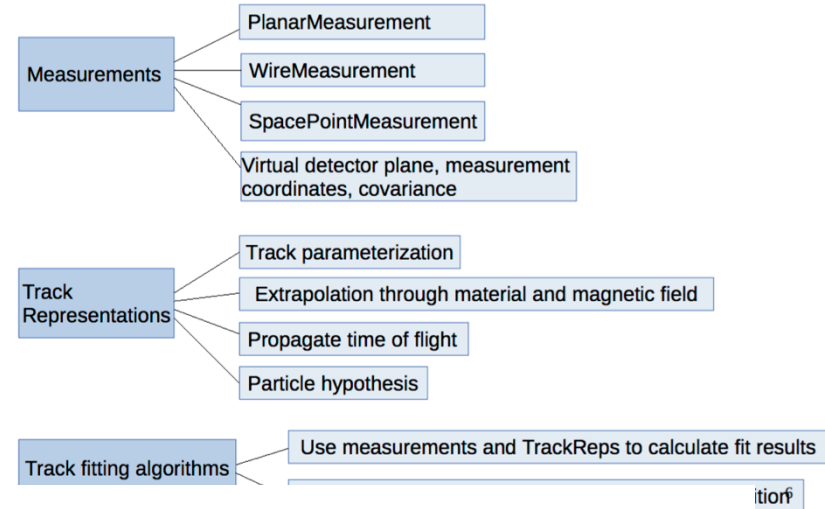 Measurements
PlanarMeasurement
WireMeasurement
SpacePointMeasurement
Virtual detector plane, measurement
coordinates, covariance
Track
Representations
Track parameterization
Extrapolation through material and magnetic field
Propagate time of flight
Particle hypothesis
Track fitting algorithms
Use measurements and TrackReps to calculate fit results
6